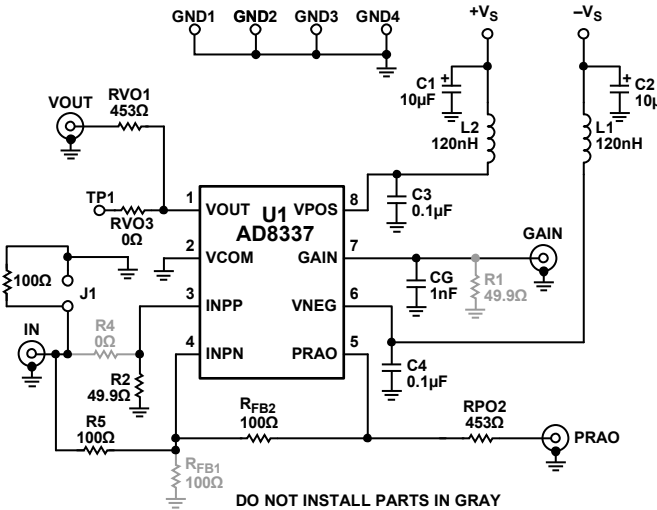 GND1 GND2 GND3 GND4
+VS
–VS
C1
10µF
C2
10µ
VOUT
RVO1
453Ω
L2
120nH
L1
120nH
TP1
RVO3
0Ω
1
VOUT
U1
AD8337
VPOS
8
C3
0.1µF
2
VCOM
GAIN
7
GAIN
100Ω
J1
CG
1nF
R1
49.9Ω
3
INPP
VNEG
6
IN
R4
0Ω
4
INPN
PRAO
5
R2
49.9Ω
C4
0.1µF
R5
100Ω
RFB2
100Ω
RPO2
453Ω
PRAO
RFB1
100Ω
DO NOT INSTALL PARTS IN GRAY